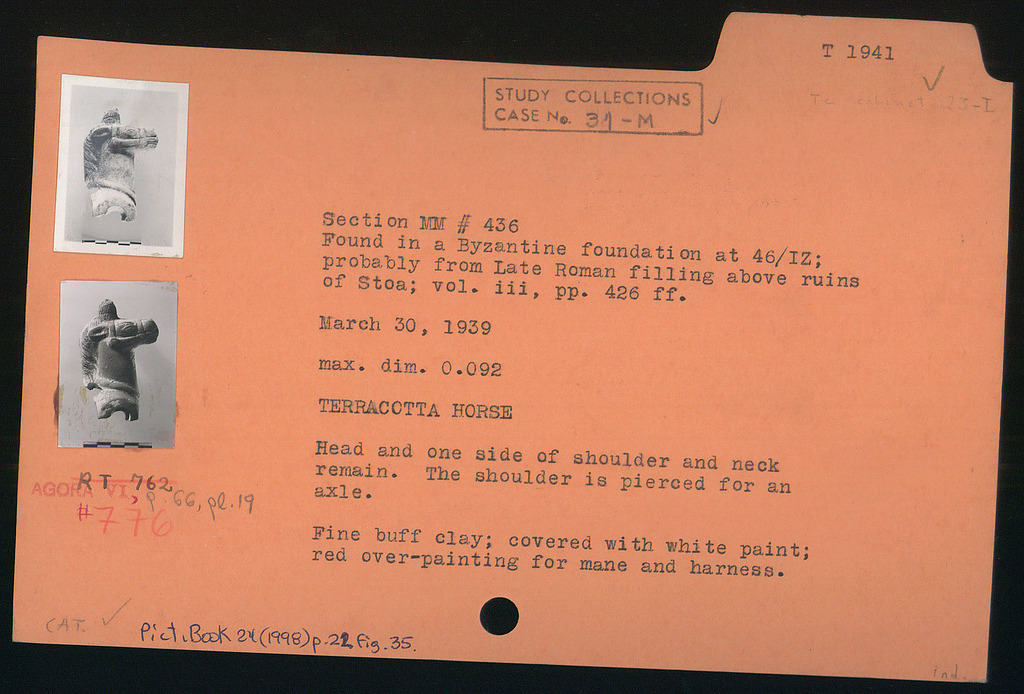 T 1941
STUDY COLLECTIONS
CASE No. 31-M
Section MM # 436
Found in a Byzantine foundation at 46/IZ;
probably from Late Roman filling above ruins
of Stoa; vol. iii, pp. 426 ff.
March 30, 1939
max. dim. 0.092
TERRACOTTA HORSE
Head and one side of shoulder and neck
remain. The shoulder is pierced for an
axle.
Fine buff clay; covered with white paint;
red over-painting for mane and harness.
RT 762
AGORA VI, p. 66, pl. 19
#776
CAT.
Pict. Book 24 (1998) p. 22 fig. 35.
ind.